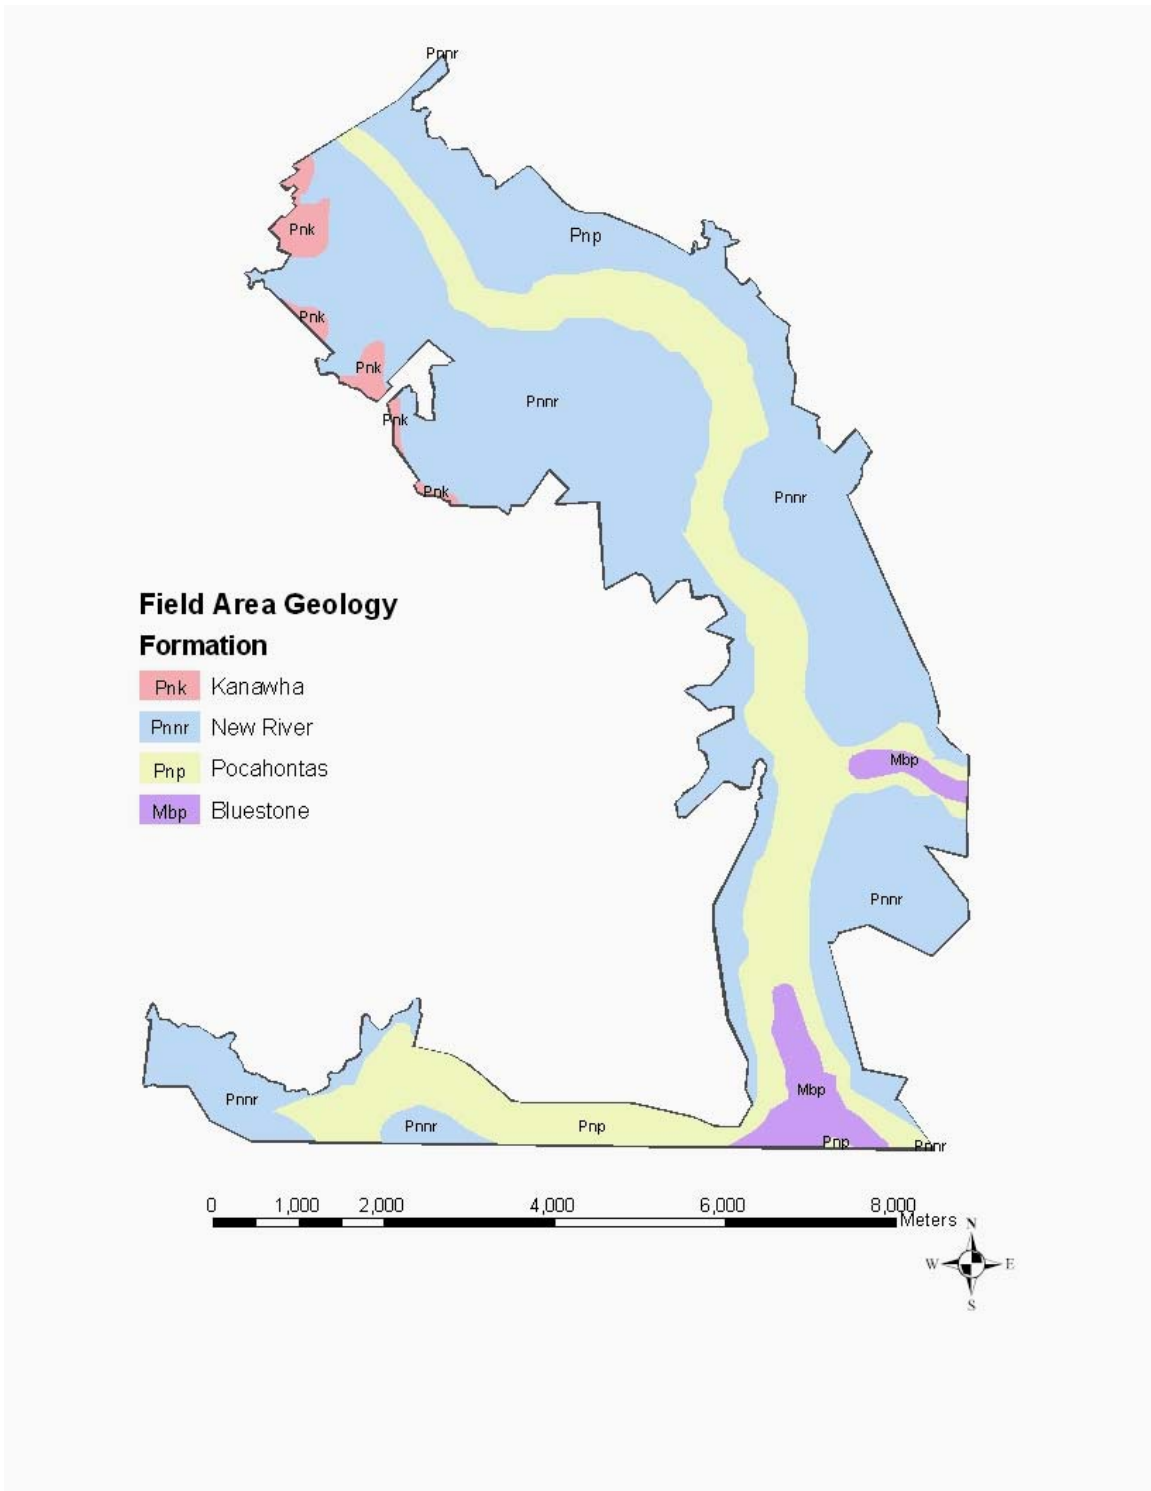 Pnnr
Pnp
Pnk
Pnk
Pnk
Pnnr
Pnk
Pnk
Pnnr
Field Area Geology
Formation
Pnk Kanawha
Pnnr New River
Pnp Pocahontas
Mbp Bluestone
Mbp
Pnnr
Mbp
Pnnr
Pnnr
Pnp
Pnp
Pnnr
0 1,000 2,000 4,000 6,000 8,000
Meters
N
W E
S